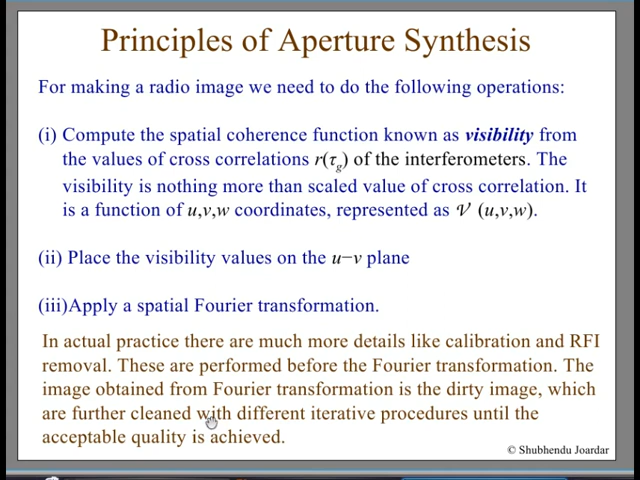 Principles of Aperture Synthesis
For making a radio image we need to do the following operations:
(i) Compute the spatial coherence function known as visibility from
the values of cross correlations r(τg) of the interferometers. The
visibility is nothing more than scaled value of cross correlation. It
is a function of u,v,w coordinates, represented as 𝒱 (u,v,w).
(ii) Place the visibility values on the u−v plane
(iii)Apply a spatial Fourier transformation.
In actual practice there are much more details like calibration and RFI
removal. These are performed before the Fourier transformation. The
image obtained from Fourier transformation is the dirty image, which
are further cleaned with different iterative procedures until the
acceptable quality is achieved.
© Shubhendu Joardar